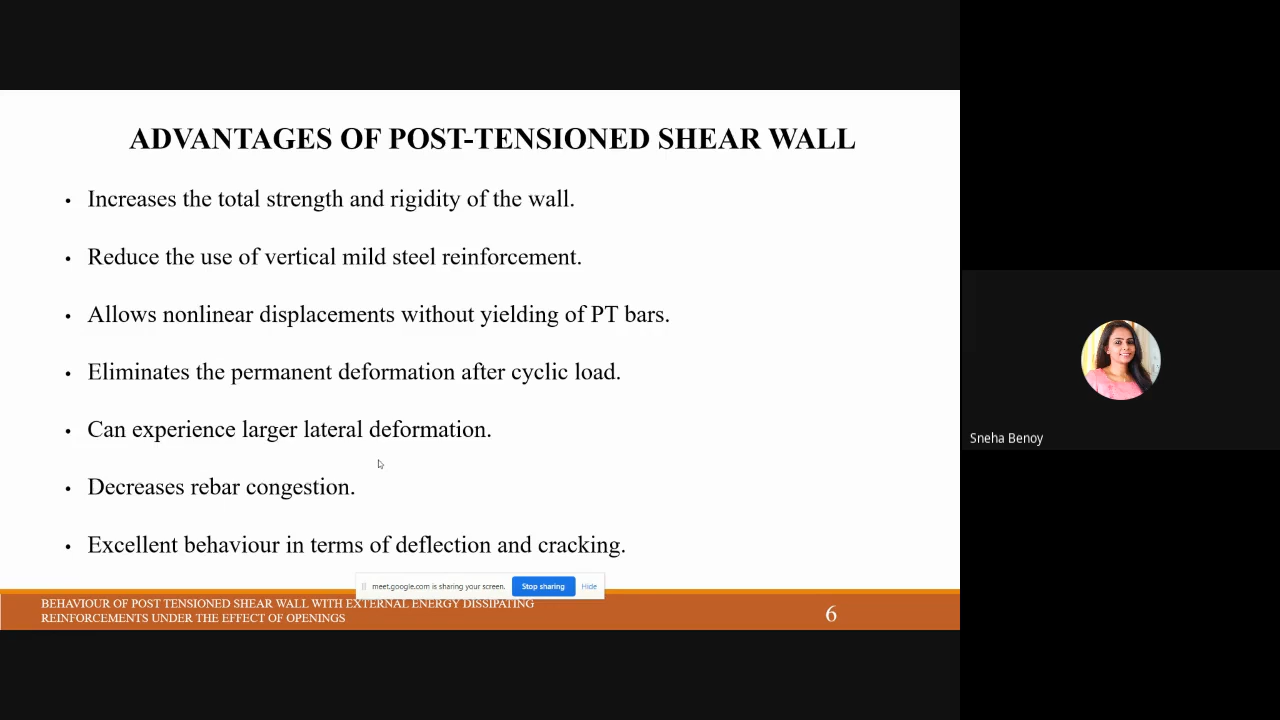 ADVANTAGES OF POST-TENSIONED SHEAR WALL
• Increases the total strength and rigidity of the wall.
• Reduce the use of vertical mild steel reinforcement.
• Allows nonlinear displacements without yielding of PT bars.
• Eliminates the permanent deformation after cyclic load.
• Can experience larger lateral deformation.
• Decreases rebar congestion.
• Excellent behaviour in terms of deflection and cracking.
meet.google.com is sharing your screen. Stop sharing Hide
BEHAVIOUR OF POST TENSIONED SHEAR WALL WITH EXTERNAL ENERGY DISSIPATING
REINFORCEMENTS UNDER THE EFFECT OF OPENINGS
6
Sneha Benoy